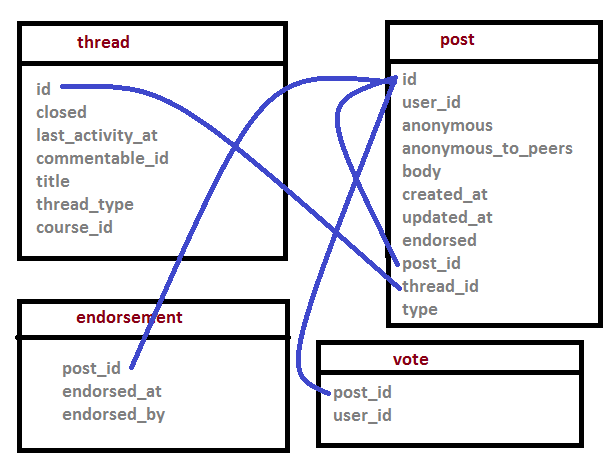 thread
id
closed
last_activity_at
commentable_id
title
thread_type
course_id
post
id
user_id
anonymous
anonymous_to_peers
body
created_at
updated_at
endorsed
post_id
thread_id
type
endorsement
post_id
endorsed_at
endorsed_by
vote
post_id
user_id